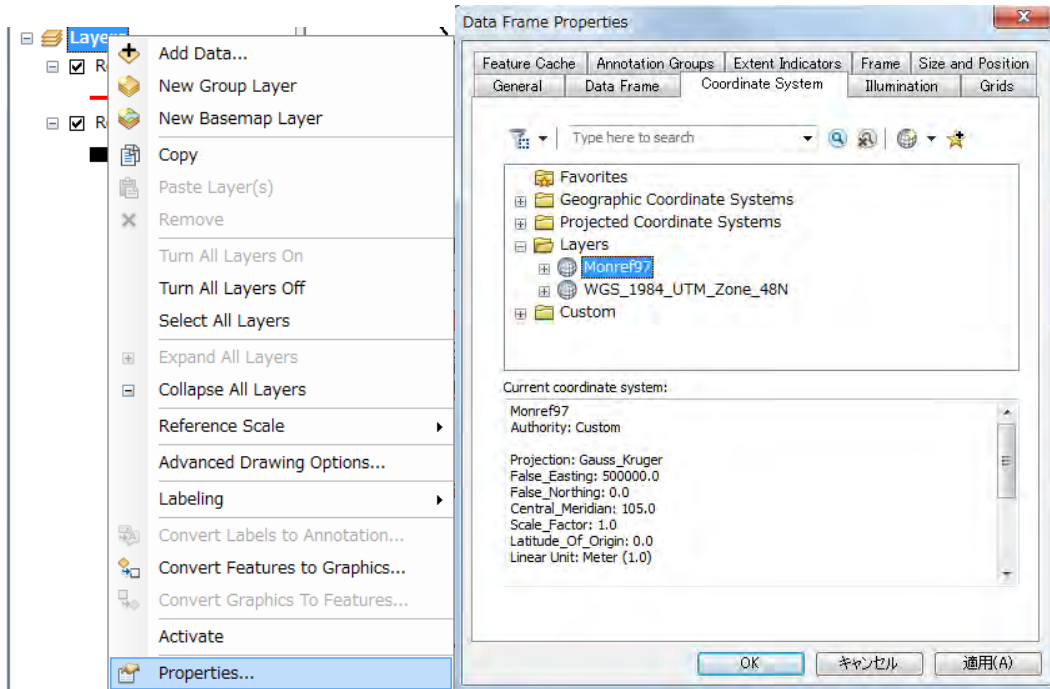 Layers
Add Data...
New Group Layer
New Basemap Layer
Copy
Paste Layer(s)
Remove
Turn All Layers On
Turn All Layers Off
Select All Layers
Expand All Layers
Collapse All Layers
Reference Scale
Advanced Drawing Options...
Labeling
Convert Labels to Annotation...
Convert Features to Graphics...
Convert Graphics To Features...
Activate
Properties...
Data Frame Properties
Feature Cache Annotation Groups Extent Indicators Frame Size and Position
General Data Frame Coordinate System Illumination Grids
Type here to search
Favorites
Geographic Coordinate Systems
Projected Coordinate Systems
Layers
Monref97
WGS_1984_UTM_Zone_48N
Custom
Current coordinate system:
Monref97
Authority: Custom
Projection: Gauss_Kruger
False_Easting: 500000.0
False_Northing: 0.0
Central_Meridian: 105.0
Scale_Factor: 1.0
Latitude_Of_Origin: 0.0
Linear Unit: Meter (1.0)
OK キャンセル 適用(A)